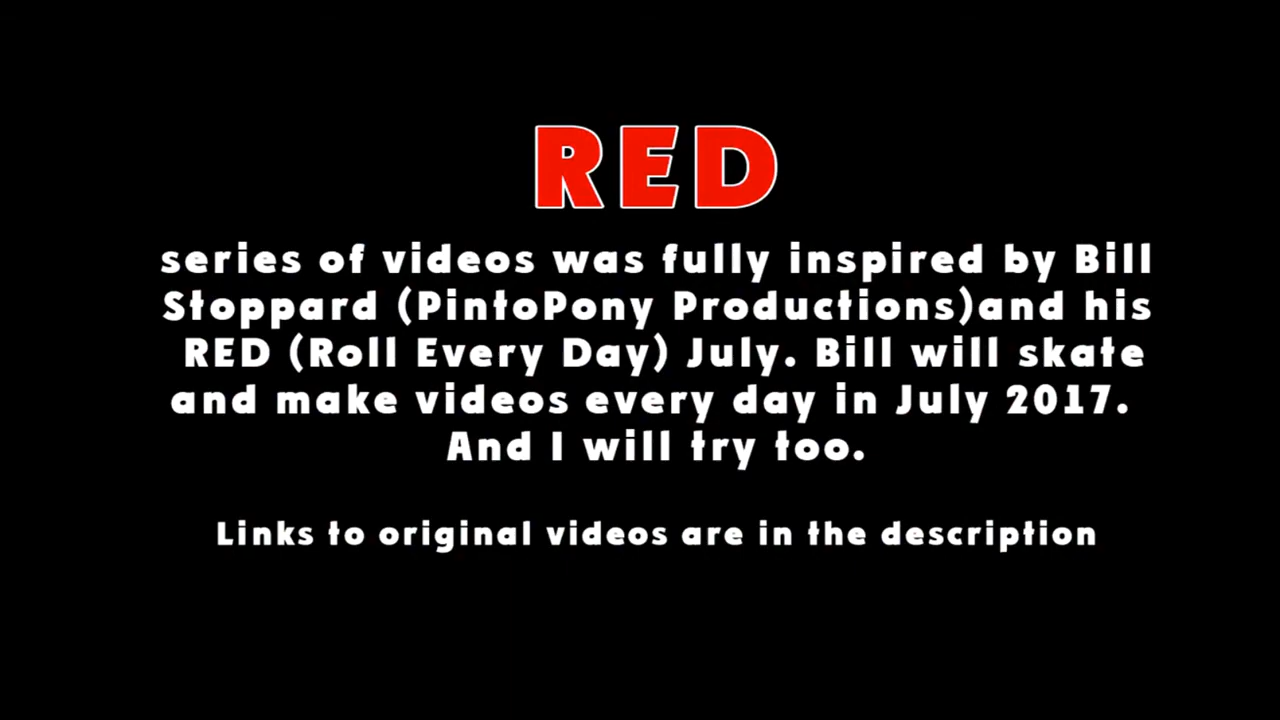 RED
series of videos was fully inspired by Bill
Stoppard (PintoPony Productions)and his
RED (Roll Every Day) July. Bill will skate
and make videos every day in July 2017.
And I will try too.
Links to original videos are in the description